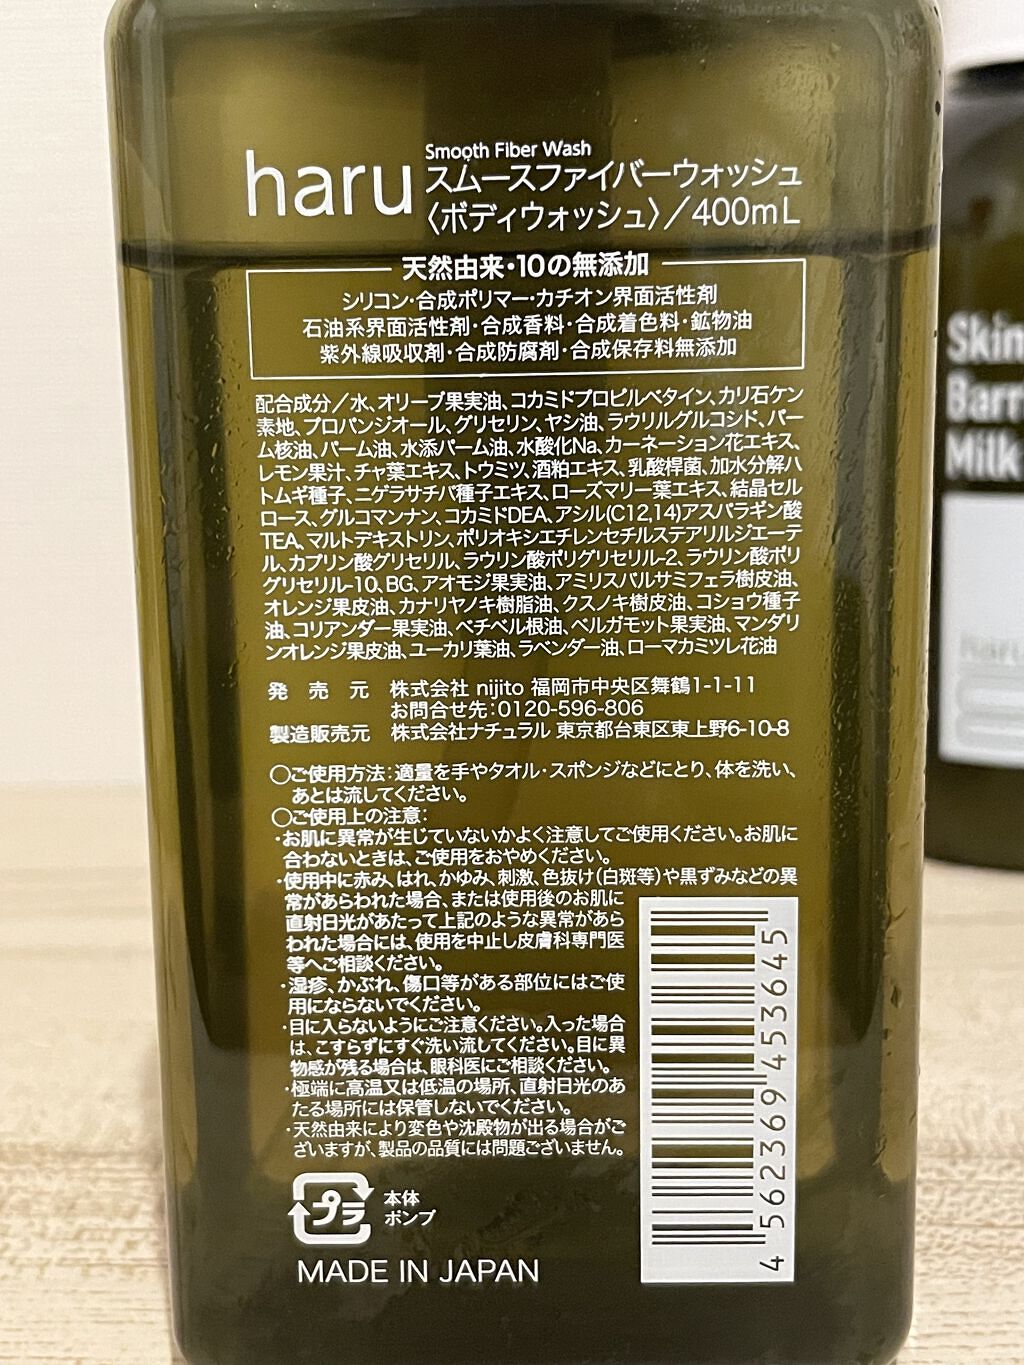 haru
Smooth Fiber Wash
スムースファイバーウォッシュ
〈ボディウォッシュ〉／400mL
天然由来・10の無添加
シリコン・合成ポリマー・カチオン界面活性剤
石油系界面活性剤・合成香料・合成着色料・鉱物油
紫外線吸収剤・合成防腐剤・合成保存料無添加
配合成分／水、オリーブ果実油、コカミドプロピルベタイン、カリ石ケン
素地、プロパンジオール、グリセリン、ヤシ油、ラウリルグルコシド、パー
ム核油、パーム油、水添パーム油、水酸化Na、カーネーション花エキス、
レモン果汁、チャ葉エキス、トウミツ、酒粕エキス、乳酸桿菌、加水分解ハ
トムギ種子、ニゲラサチバ種子エキス、ローズマリー葉エキス、結晶セル
ロース、グルコマンナン、コカミドDEA、アシル(C12,14)アスパラギン酸
TEA、マルトデキストリン、ポリオキシエチレンセチルステアリルジエーテ
ル、カプリン酸グリセリル、ラウリン酸ポリグリセリル-2、ラウリン酸ポリ
グリセリル-10、BG、アオモジ果実油、アミリスバルサミフェラ樹皮油、
オレンジ果皮油、カナリヤノキ樹脂油、クスノキ樹皮油、コショウ種子
油、コリアンダー果実油、ベチベル根油、ベルガモット果実油、マンダリ
ンオレンジ果皮油、ユーカリ葉油、ラベンダー油、ローマカミツレ花油
発売元 株式会社 nijito 福岡市中央区舞鶴1-1-11
お問合せ先：0120-596-806
製造販売元 株式会社ナチュラル 東京都台東区東上野6-10-8
○ご使用方法：適量を手やタオル・スポンジなどにとり、体を洗い、
あとは流してください。
○ご使用上の注意：
・お肌に異常が生じていないかよく注意してご使用ください。お肌に
合わないときは、ご使用をおやめください。
・使用中に赤み、はれ、かゆみ、刺激、色抜け（白斑等）や黒ずみなどの異
常があらわれた場合、または使用後のお肌に
直射日光があたって上記のような異常があら
われた場合には、使用を中止し皮膚科専門医
等へご相談ください。
・湿疹、かぶれ、傷口等がある部位にはご使
用にならないでください。
・目に入らないようにご注意ください。入った場合
は、こすらずにすぐ洗い流してください。目に異
物感が残る場合は、眼科医にご相談ください。
・極端に高温又は低温の場所、直射日光のあ
たる場所には保管しないでください。
・天然由来により変色や沈殿物が出る場合がご
ざいますが、製品の品質には問題ございません。
プラ
本体
ポンプ
MADE IN JAPAN
4 562369 453645
Skin
Barr
Milk
haru